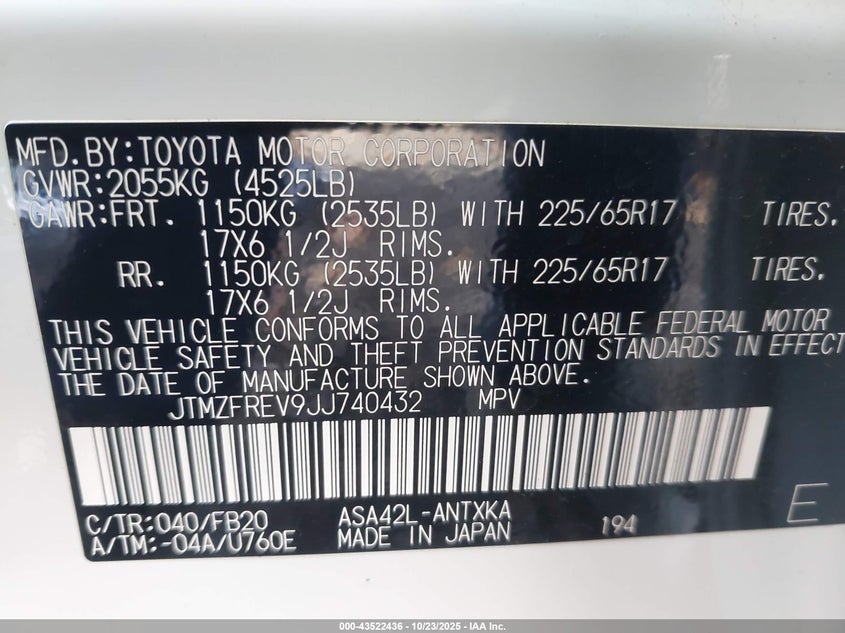 MFD.BY:TOYOTA MOTOR CORPORATION
GVWR:2055KG (4525LB)
GAWR:FRT. 1150KG (2535LB) WITH 225/65R17 TIRES.
17X6 1/2J RIMS.
RR. 1150KG (2535LB) WITH 225/65R17 TIRES.
17X6 1/2J RIMS.
THIS VEHICLE CONFORMS TO ALL APPLICABLE FEDERAL MOTOR
VEHICLE SAFETY AND THEFT PREVENTION STANDARDS IN EFFECT
THE DATE OF MANUFACTURE SHOWN ABOVE.
JTMZFREV9JJ740432 MPV
C/TR:040/FB20 ASA42L-ANTXKA 194 E
A/TM:-04A/U760E MADE IN JAPAN
000-43522436 - 10/23/2025 - IAA Inc.